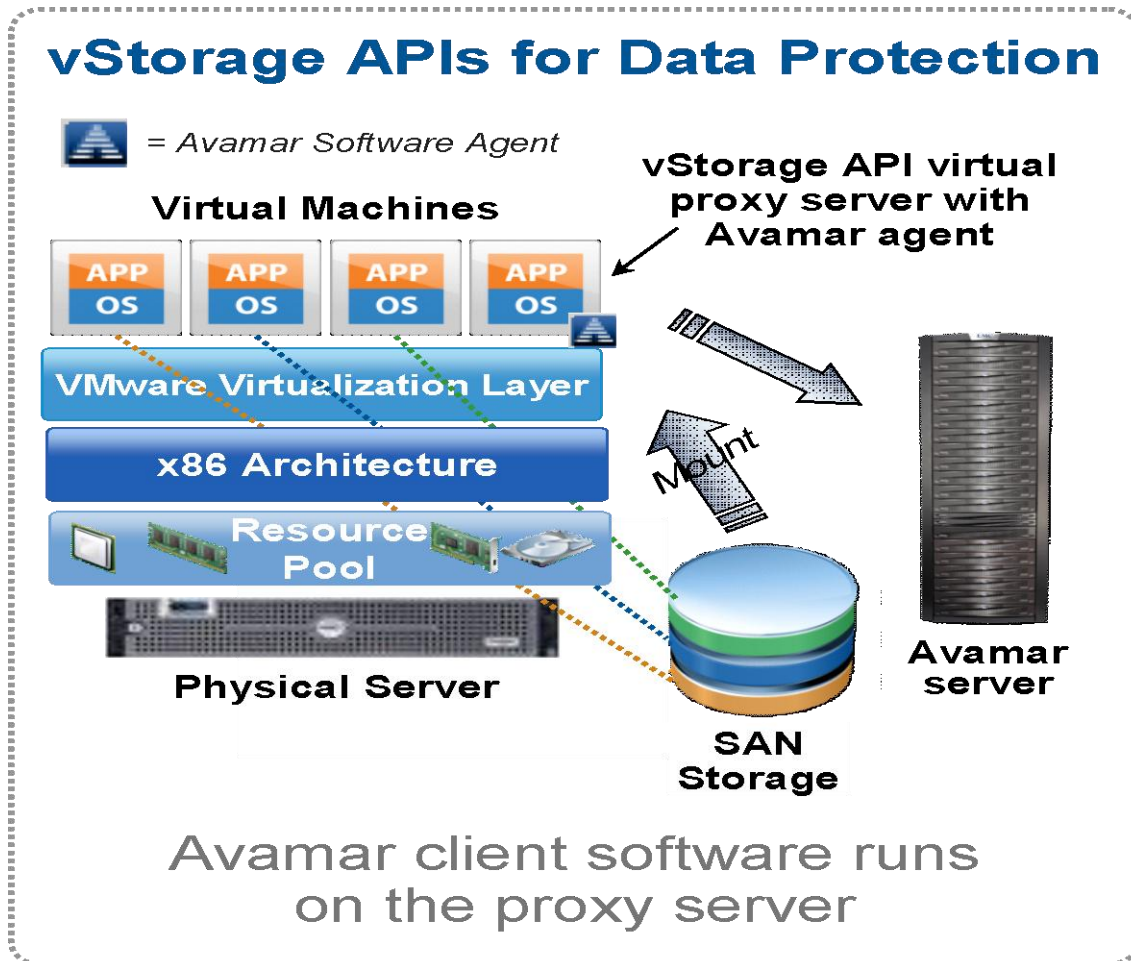 vStorage APIs for Data Protection
= Avamar Software Agent
vStorage API virtual
proxy server with
Avamar agent
Virtual Machines
APP
OS
APP
OS
APP
OS
APP
OS
VMware Virtualization Layer
x86 Architecture
Resource
Pool
Mount
Physical Server
Avamar
server
SAN
Storage
Avamar client software runs
on the proxy server